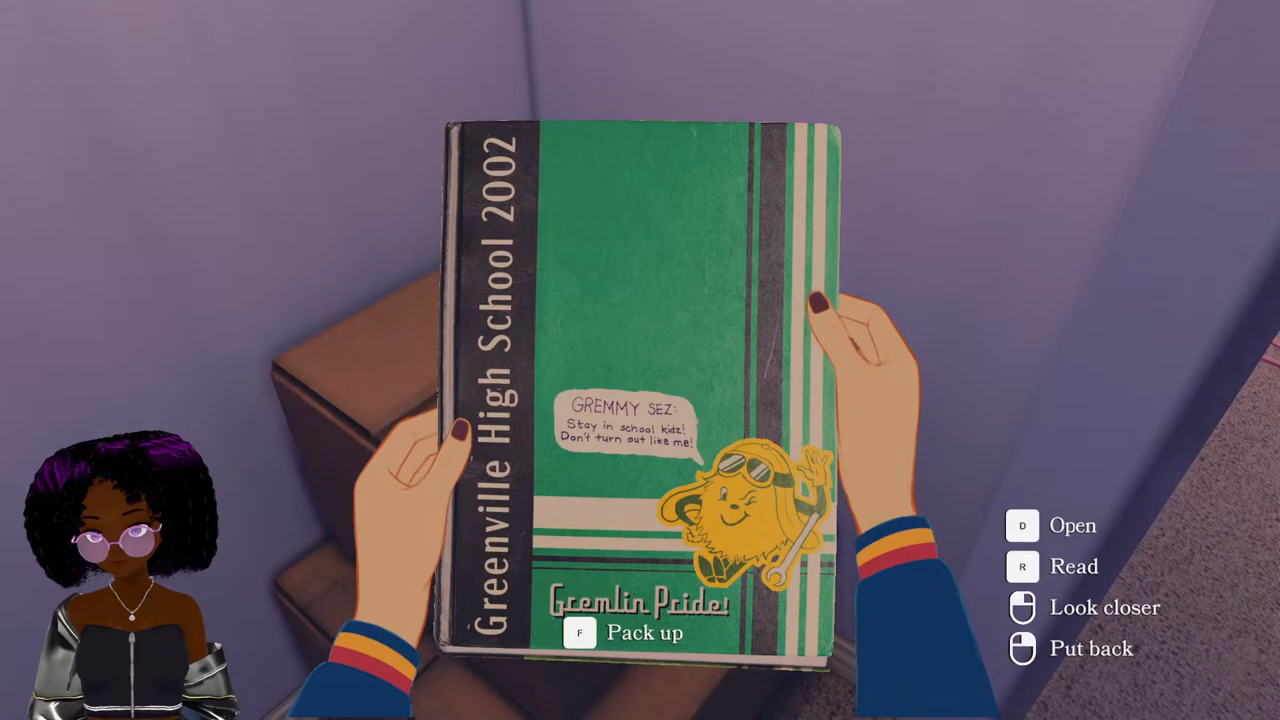 Greenville High School 2002
GREMMY SEZ:
Stay in school kidz!
Don't turn out like me!
Gremlin Pride!
F Pack up
D Open
R Read
Look closer
Put back